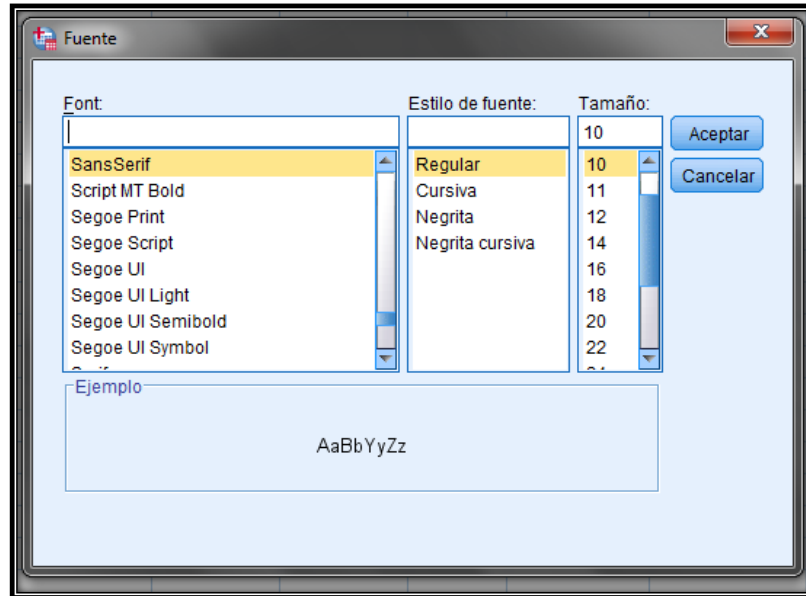 Fuente
Font:
SansSerif
Script MT Bold
Segoe Print
Segoe Script
Segoe UI
Segoe UI Light
Segoe UI Semibold
Segoe UI Symbol
Estilo de fuente:
Regular
Cursiva
Negrita
Negrita cursiva
Tamaño:
10
10
11
12
14
16
18
20
22
Aceptar
Cancelar
Ejemplo
AaBbYyZz